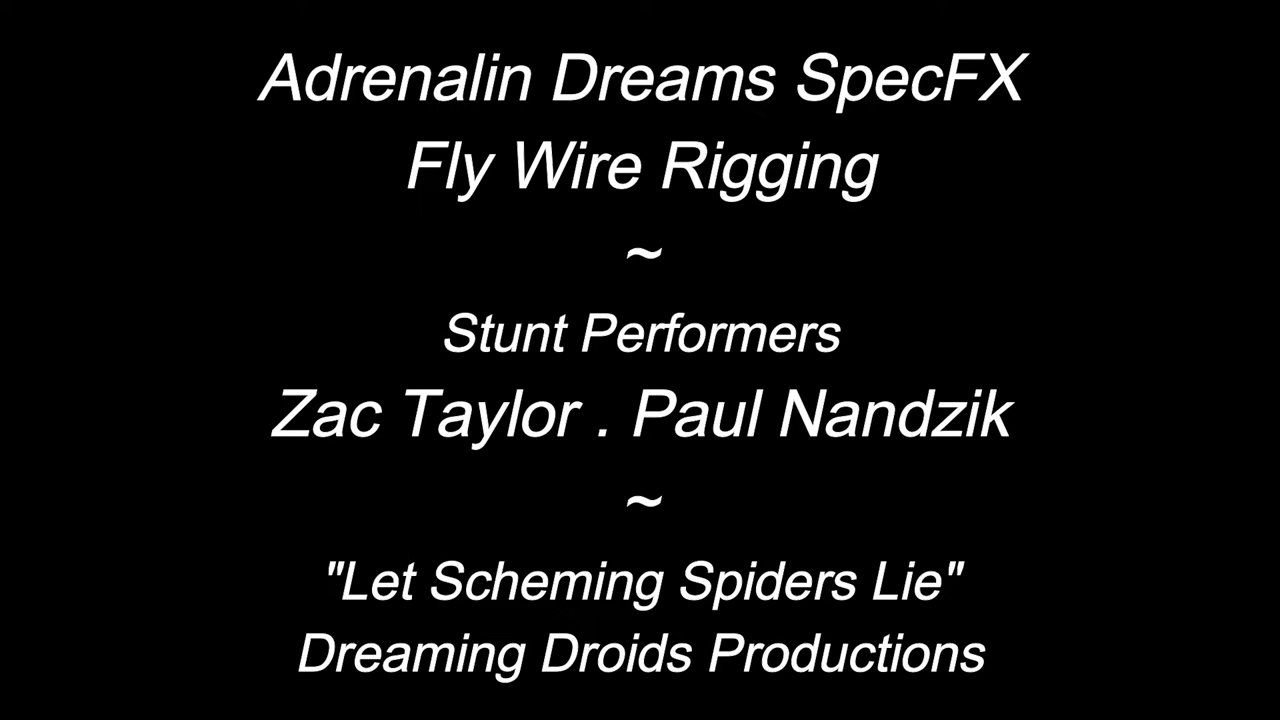 Adrenalin Dreams SpecFX
Fly Wire Rigging
~
Stunt Performers
Zac Taylor . Paul Nandzik
~
"Let Scheming Spiders Lie"
Dreaming Droids Productions